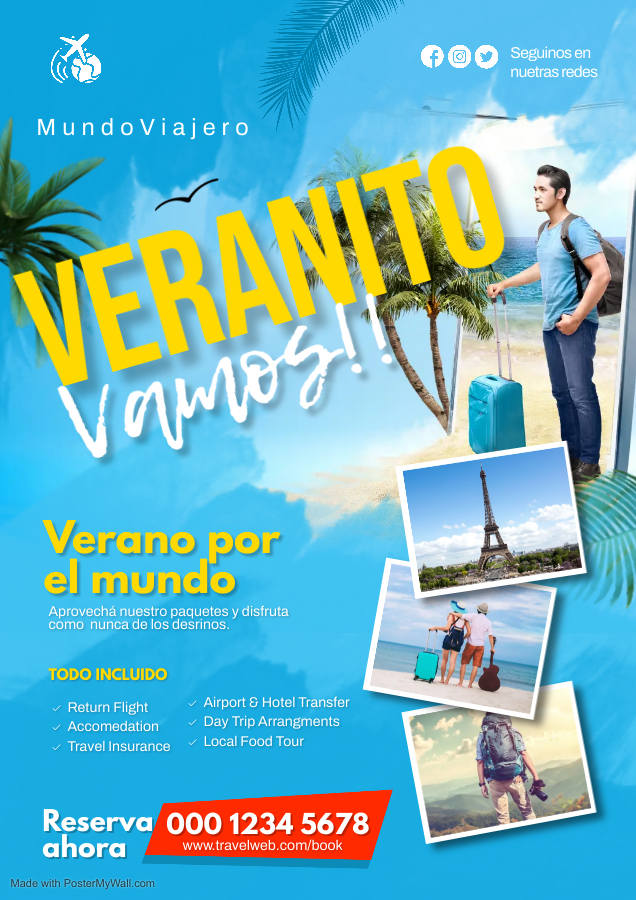 Seguinos en
nuetras redes
MundoViajero
VERANITO
Vamos!!
Verano por
el mundo
Aprovechá nuestro paquetes y disfruta
como nunca de los desrinos.
TODO INCLUIDO
Return Flight
Accomedation
Travel Insurance
Airport & Hotel Transfer
Day Trip Arrangments
Local Food Tour
Reserva
ahora
000 1234 5678
www.travelweb.com/book
Made with PosterMyWall.com